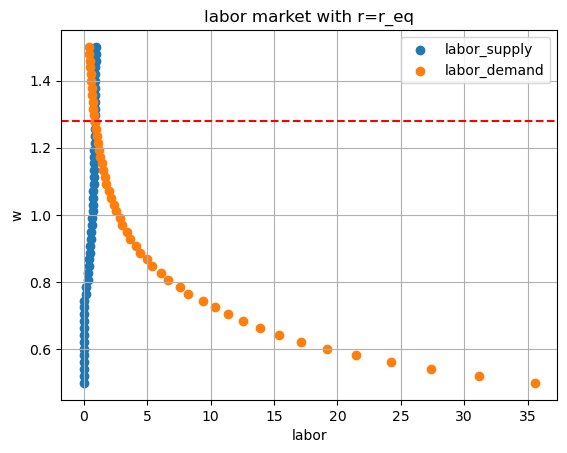 labor market with r=r_eq
labor_supply
labor_demand
1.4
1.2
1.0
0.8
0.6
w
0 5 10 15 20 25 30 35
labor